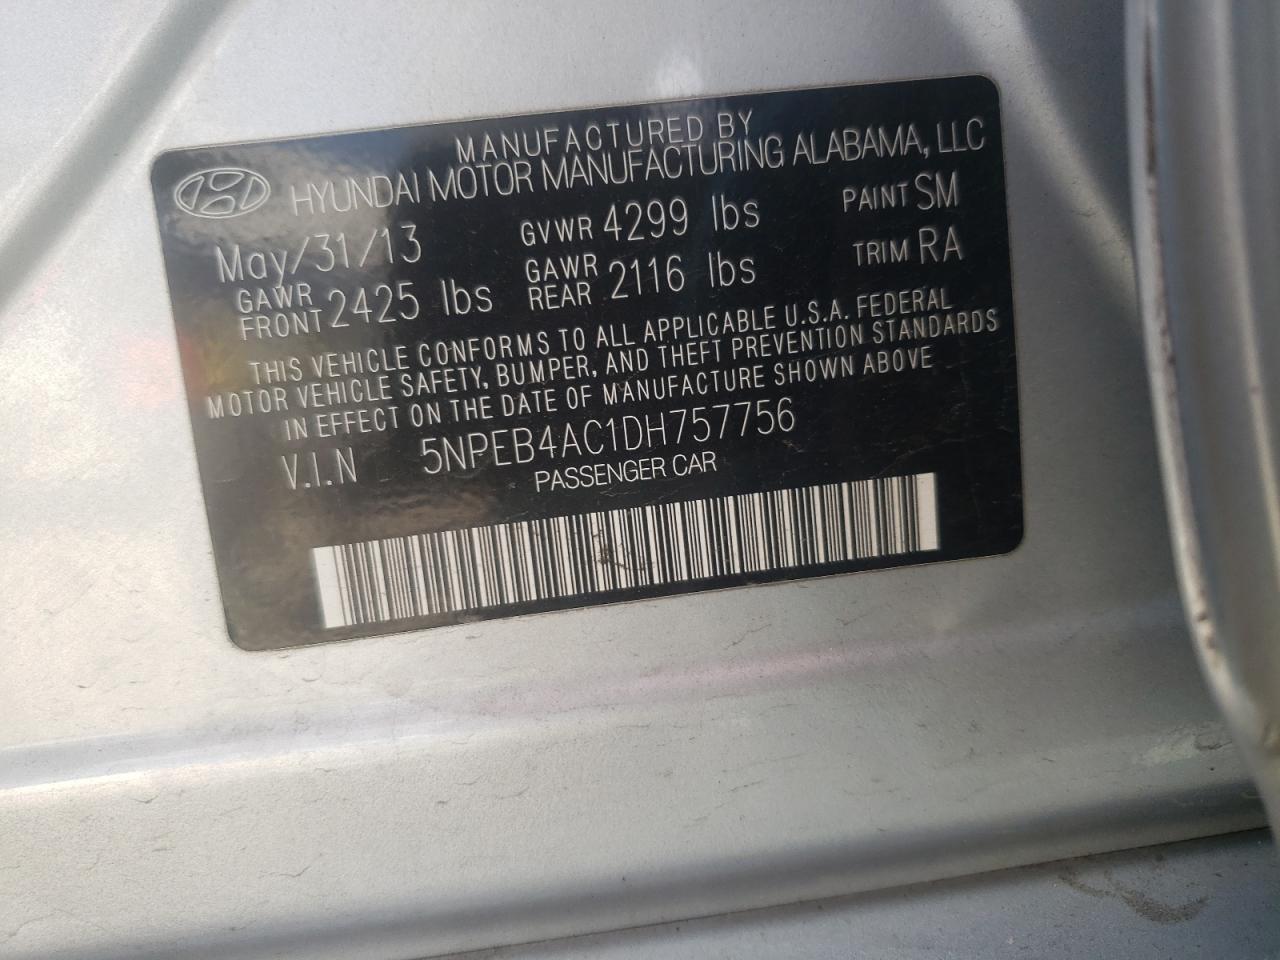 MANUFACTURED BY
HYUNDAI MOTOR MANUFACTURING ALABAMA, LLC
May/31/13 GVWR 4299 lbs PAINT SM
GAWR FRONT 2425 lbs GAWR REAR 2116 lbs TRIM RA
THIS VEHICLE CONFORMS TO ALL APPLICABLE U.S.A. FEDERAL
MOTOR VEHICLE SAFETY, BUMPER, AND THEFT PREVENTION STANDARDS
IN EFFECT ON THE DATE OF MANUFACTURE SHOWN ABOVE
V.I.N 5NPEB4AC1DH757756
PASSENGER CAR